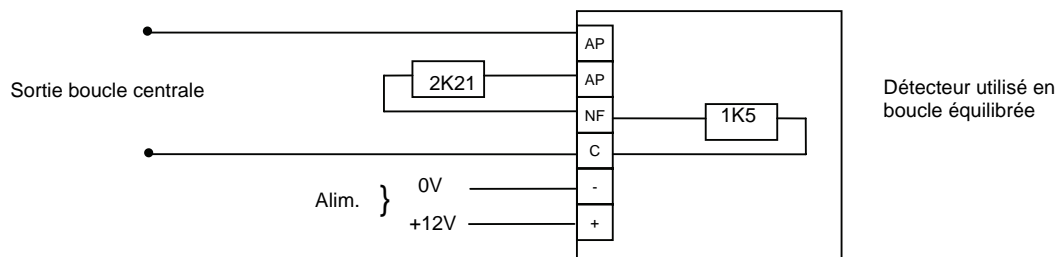 AP
2K21
AP
Sortie boucle centrale
Détecteur utilisé en
boucle équilibrée
NF
1K5
C
Alim.
}
0V
-
+12V
+